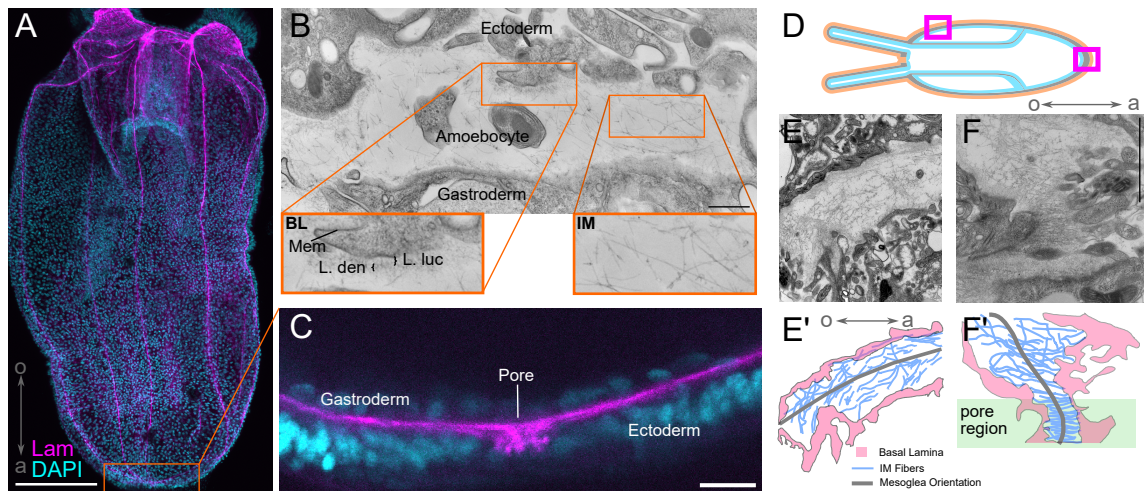 A
o
a
Lam
DAPI
B
Ectoderm
Amoebocyte
Gastroderm
BL
Mem
L. den
{
} L. luc
IM
C
Pore
Gastroderm
Ectoderm
D
o
a
E
F
E'
o
a
F'
pore
region
Basal Lamina
IM Fibers
Mesoglea Orientation